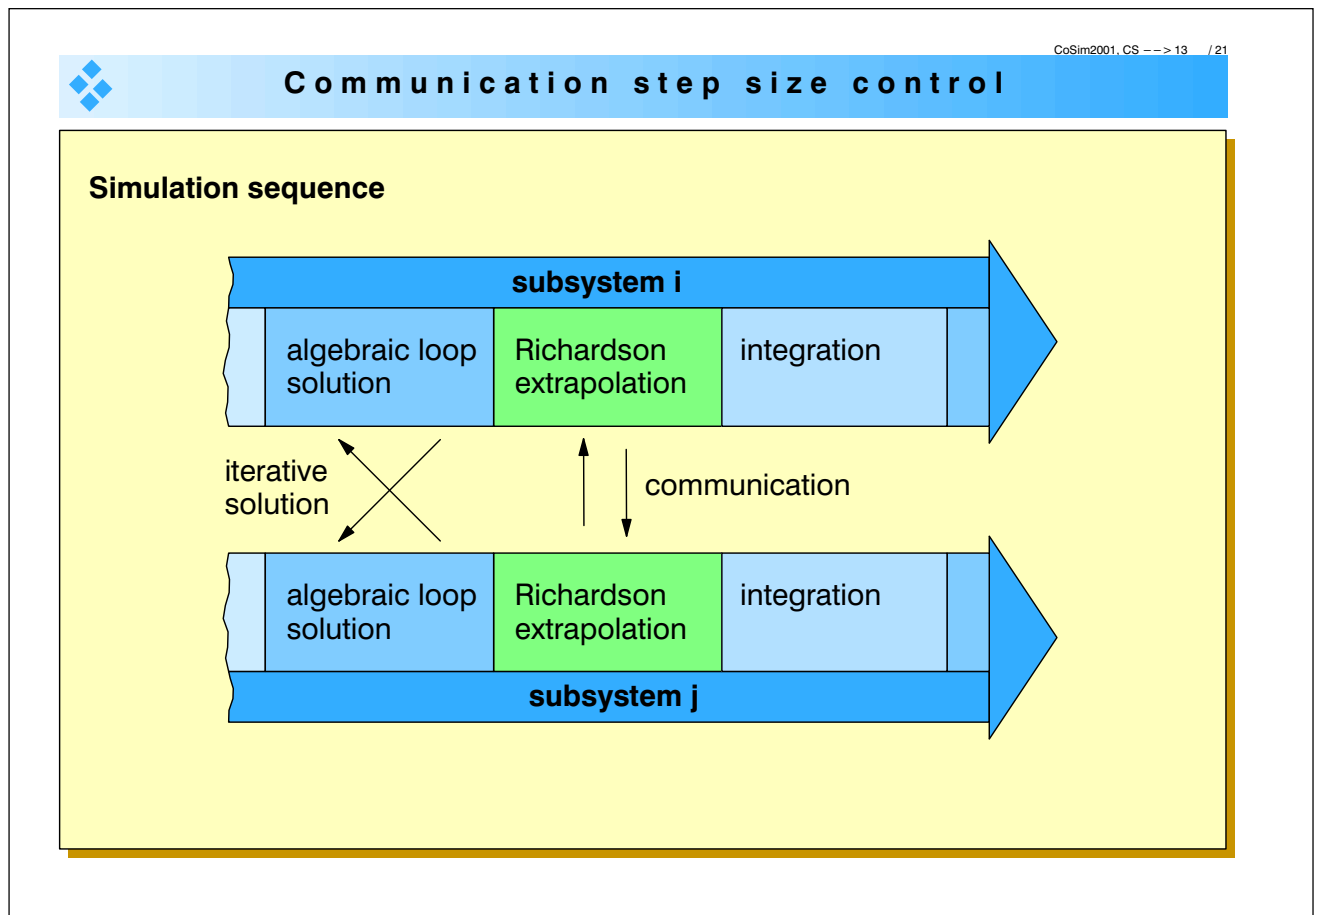 CoSim2001, CS −−> 13 / 21
Communication step size control
Simulation sequence
subsystem i
algebraic loop
solution
Richardson
extrapolation
integration
iterative
solution
communication
algebraic loop
solution
Richardson
extrapolation
integration
subsystem j